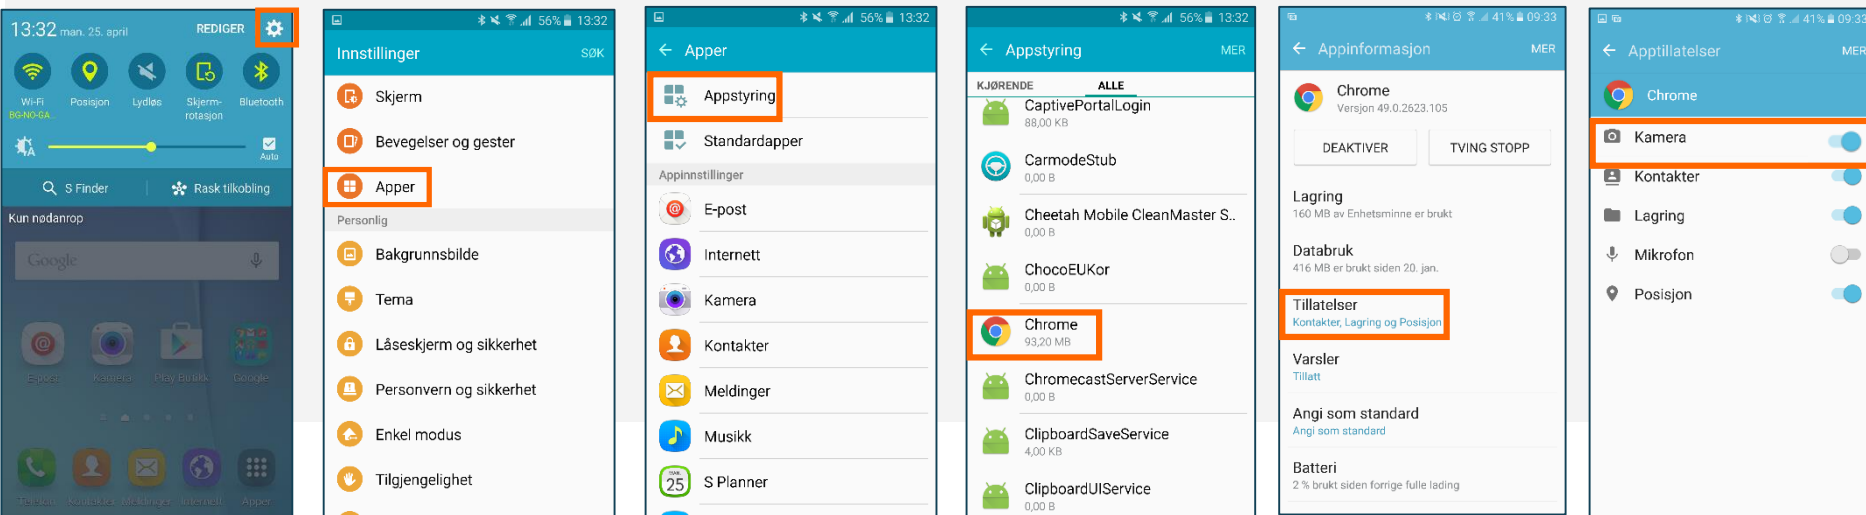 13:32 man. 25. april
REDIGER
Wi-Fi
BG-NO-GA..
Posisjon
Lydløs
Skjerm-
rotasjon
Bluetooth
A
Auto
S Finder
Rask tilkobling
Kun nødanrop
Google
E-post
Kamera
Play Butikk
Google
Telefon
Kontakter
Meldinger
Internett
Apper
56% 13:32
Innstillinger
SØK
Skjerm
Bevegelser og gester
Apper
Personlig
Bakgrunnsbilde
Tema
Låseskjerm og sikkerhet
Personvern og sikkerhet
Enkel modus
Tilgjengelighet
56% 13:32
Apper
Appstyring
Standardapper
Appinnstillinger
E-post
Internett
Kamera
Kontakter
Meldinger
Musikk
25
S Planner
56% 13:32
Appstyring
MER
KJØRENDE
ALLE
CaptivePortalLogin
88,00 KB
CarmodeStub
0,00 B
Cheetah Mobile CleanMaster S..
0,00 B
ChocoEUKor
0,00 B
Chrome
93,20 MB
ChromecastServerService
0,00 B
ClipboardSaveService
4,00 KB
ClipboardUIService
0,00 B
41% 09:33
Appinformasjon
MER
Chrome
Versjon 49.0.2623.105
DEAKTIVER
TVING STOPP
Lagring
160 MB av Enhetsminne er brukt
Databruk
416 MB er brukt siden 20. jan.
Tillatelser
Kontakter, Lagring og Posisjon
Varsler
Tillatt
Angi som standard
Angi som standard
Batteri
2 % brukt siden forrige fulle lading
41% 09:33
Apptillatelser
MER
Chrome
Kamera
Kontakter
Lagring
Mikrofon
Posisjon